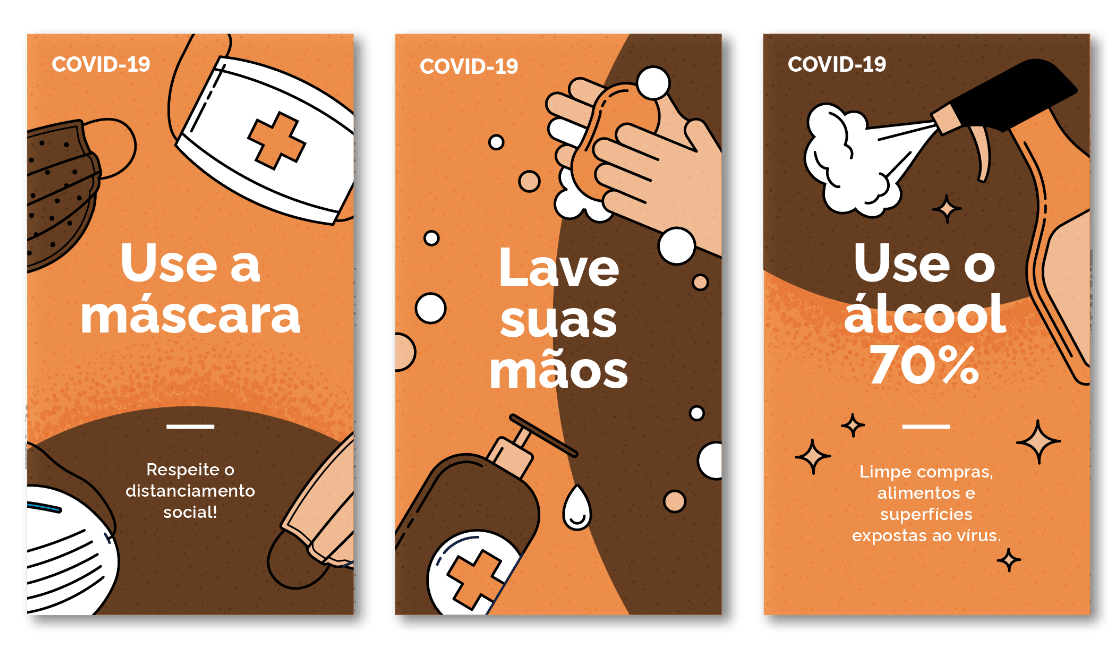 COVID-19
Use a
máscara
Respeite o
distanciamento
social!
COVID-19
Lave
suas
mãos
COVID-19
Use o
álcool
70%
Limpe compras,
alimentos e
superfícies
expostas ao vírus.